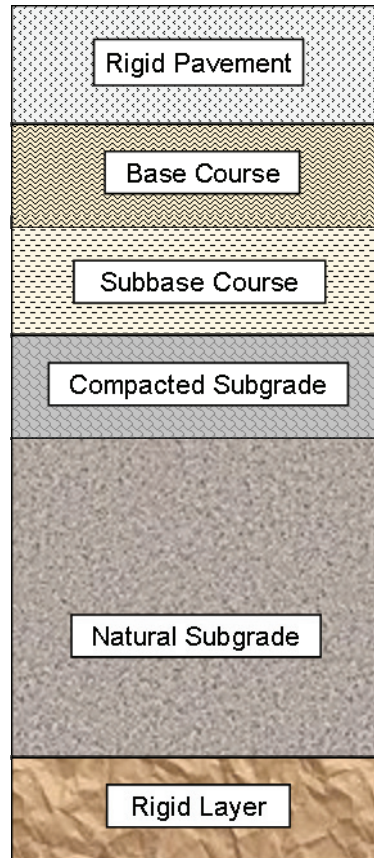 Rigid Pavement
Base Course
Subbase Course
Compacted Subgrade
Natural Subgrade
Rigid Layer